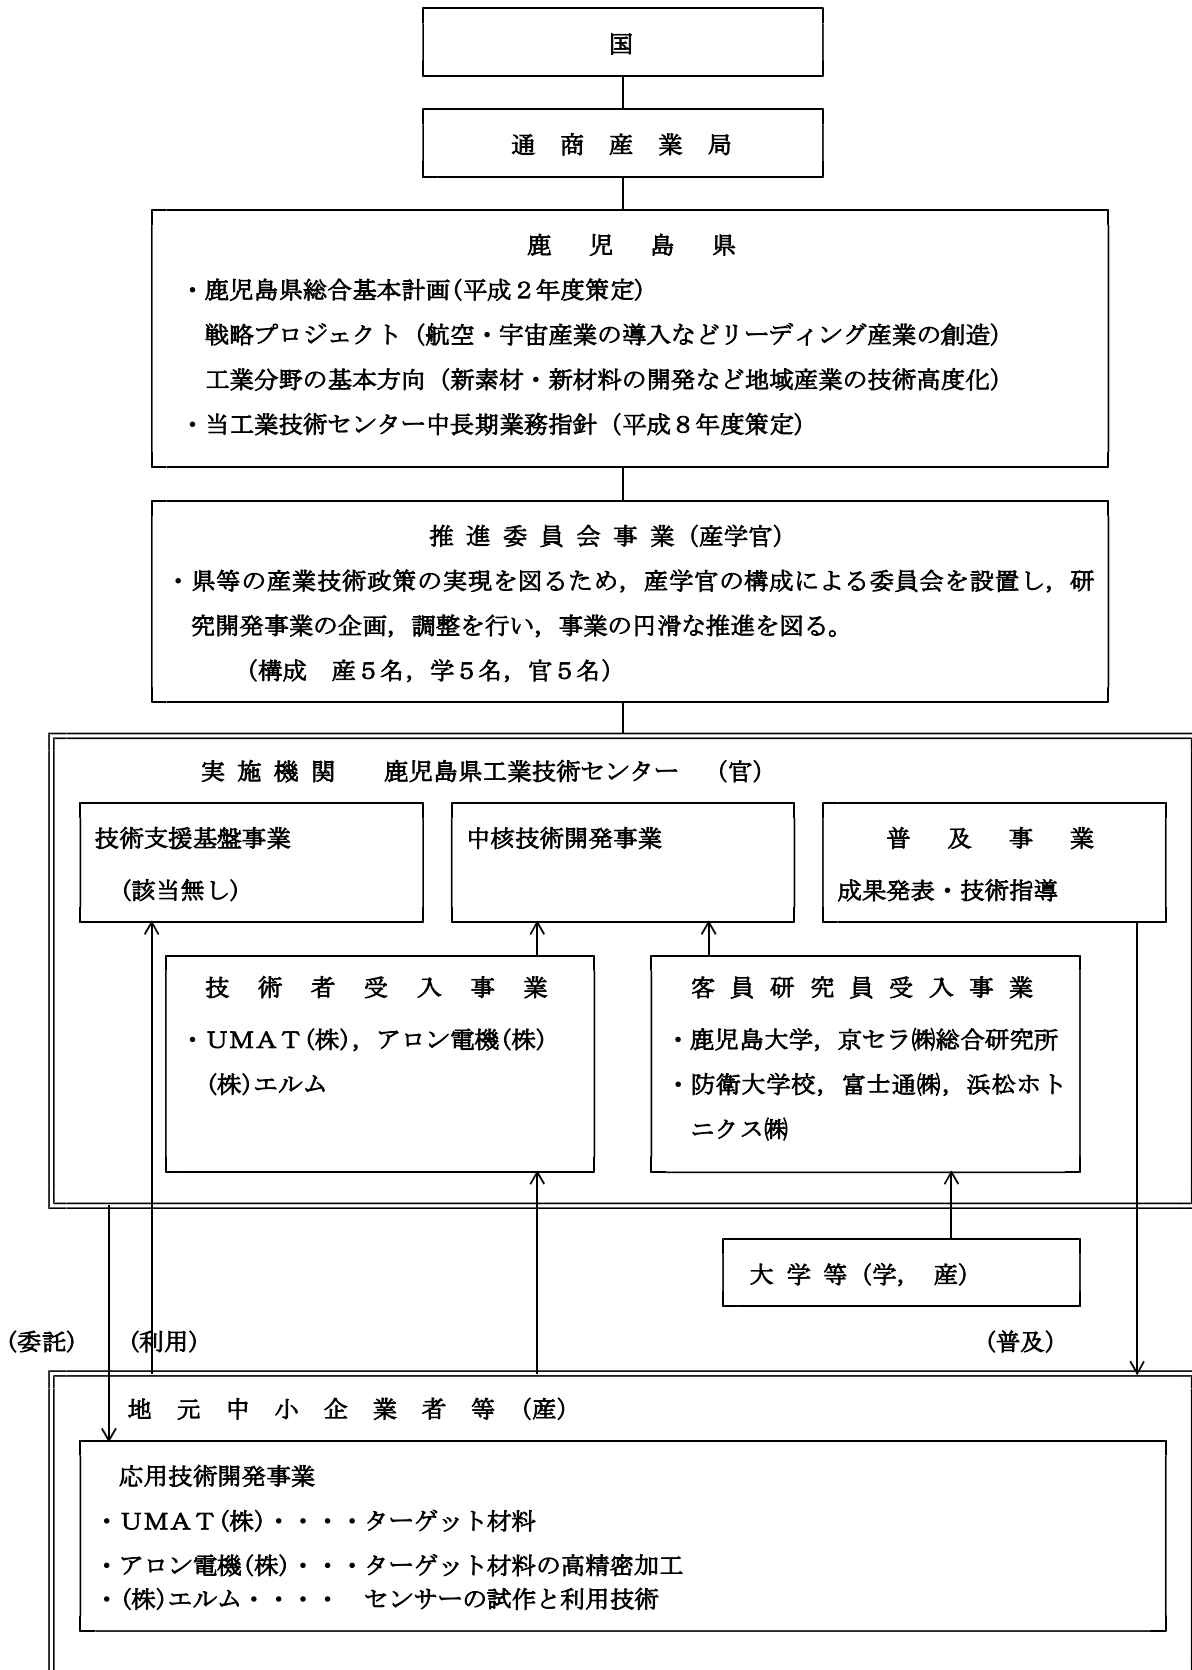 国
通　商　産　業　局
鹿　児　島　県
・鹿児島県総合基本計画(平成２年度策定)
戦略プロジェクト（航空・宇宙産業の導入などリーディング産業の創造）
工業分野の基本方向（新素材・新材料の開発など地域産業の技術高度化）
・当工業技術センター中長期業務指針（平成８年度策定）
推 進 委 員 会 事 業（産学官）
・県等の産業技術政策の実現を図るため，産学官の構成による委員会を設置し，研
究開発事業の企画，調整を行い，事業の円滑な推進を図る。
（構成　産５名，学５名，官５名）
実 施 機 関　　鹿児島県工業技術センター　（官）
技術支援基盤事業
（該当無し）
中核技術開発事業
普　及　事　業
成果発表・技術指導
技　術　者　受　入　事　業
・ＵＭＡＴ(株)，アロン電機(株)
(株)エルム
客 員 研 究 員 受 入 事 業
・鹿児島大学，京セラ㈱総合研究所
・防衛大学校，富士通㈱，浜松ホト
ニクス㈱
大 学 等（学，　産）
（委託）　（利用）　（普及）
地　元　中　小　企　業　者　等　（産）
応用技術開発事業
・ＵＭＡＴ(株)・・・・ターゲット材料
・アロン電機(株)・・・ターゲット材料の高精密加工
・(株)エルム・・・・　センサーの試作と利用技術